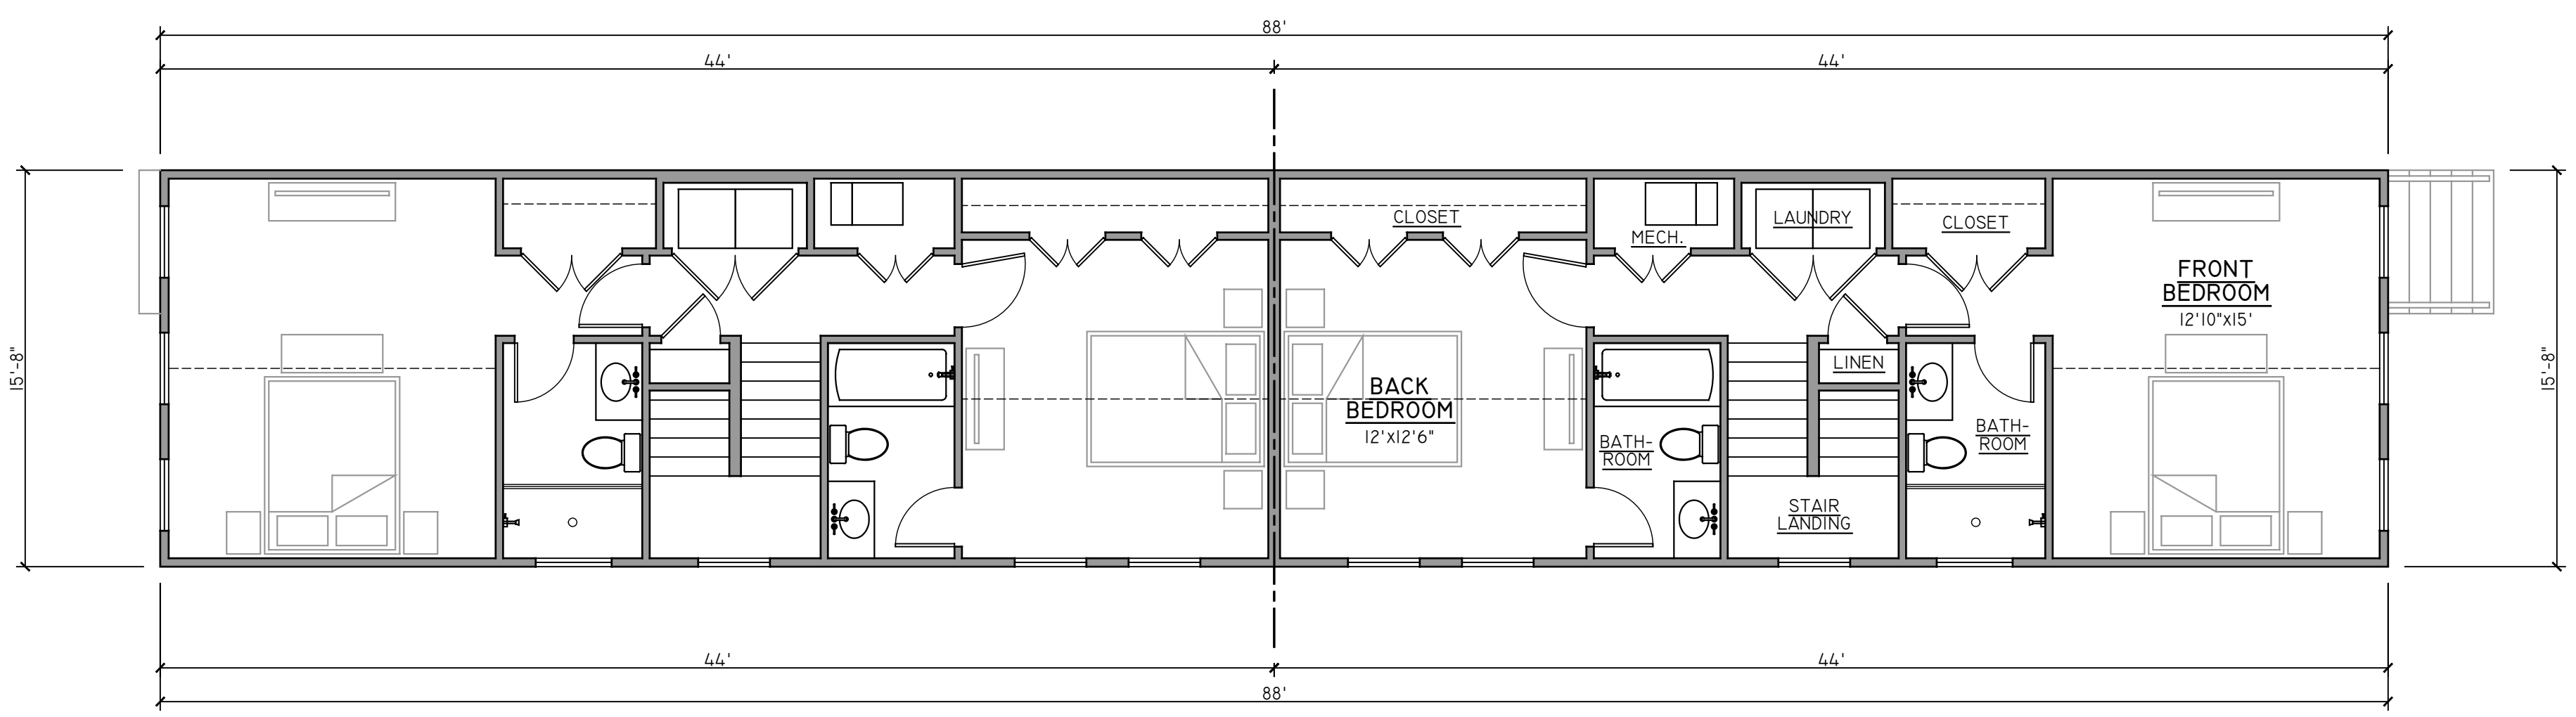 88'
44'
44'
15'-8"
15'-8"
CLOSET
MECH.
LAUNDRY
CLOSET
FRONT
BEDROOM
12'10"x15'
LINEN
BACK
BEDROOM
12'x12'6"
BATH-
ROOM
BATH-
ROOM
STAIR
LANDING
44'
44'
88'